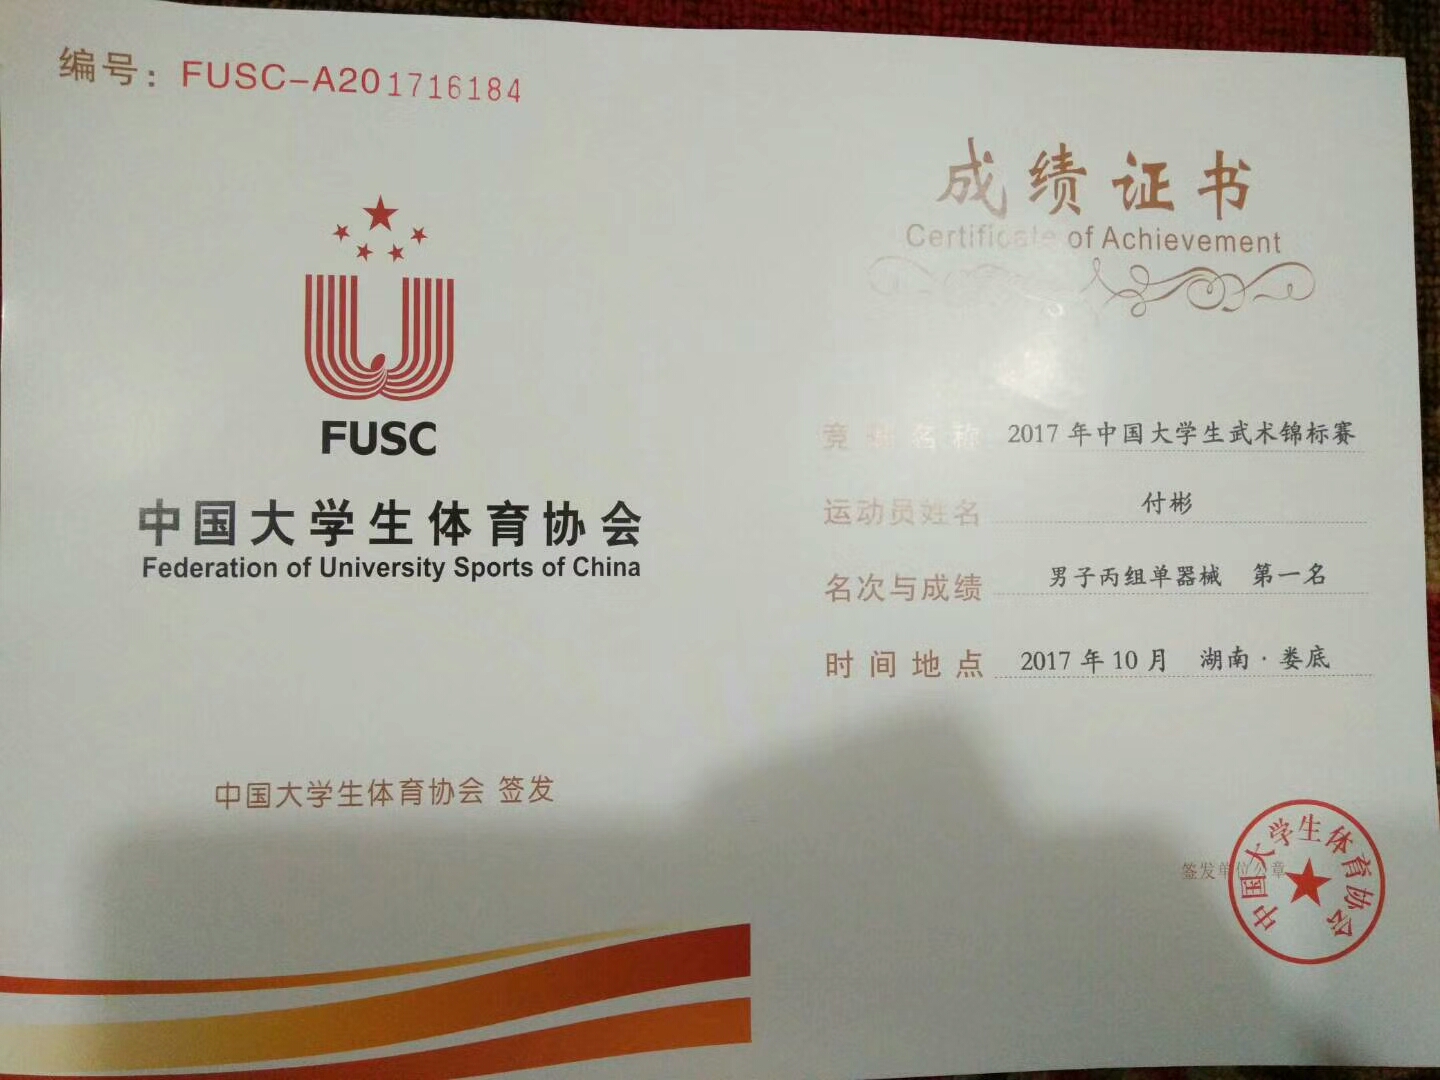 编号：FUSC-A201716184
FUSC
中国大学生体育协会
Federation of University Sports of China
中国大学生体育协会 签发
成绩证书
Certificate of Achievement
竞赛名称 2017年中国大学生武术锦标赛
运动员姓名 付彬
名次与成绩 男子丙组单器械 第一名
时间地点 2017年10月 湖南·娄底
签发单位公章
中国大学生体育协会